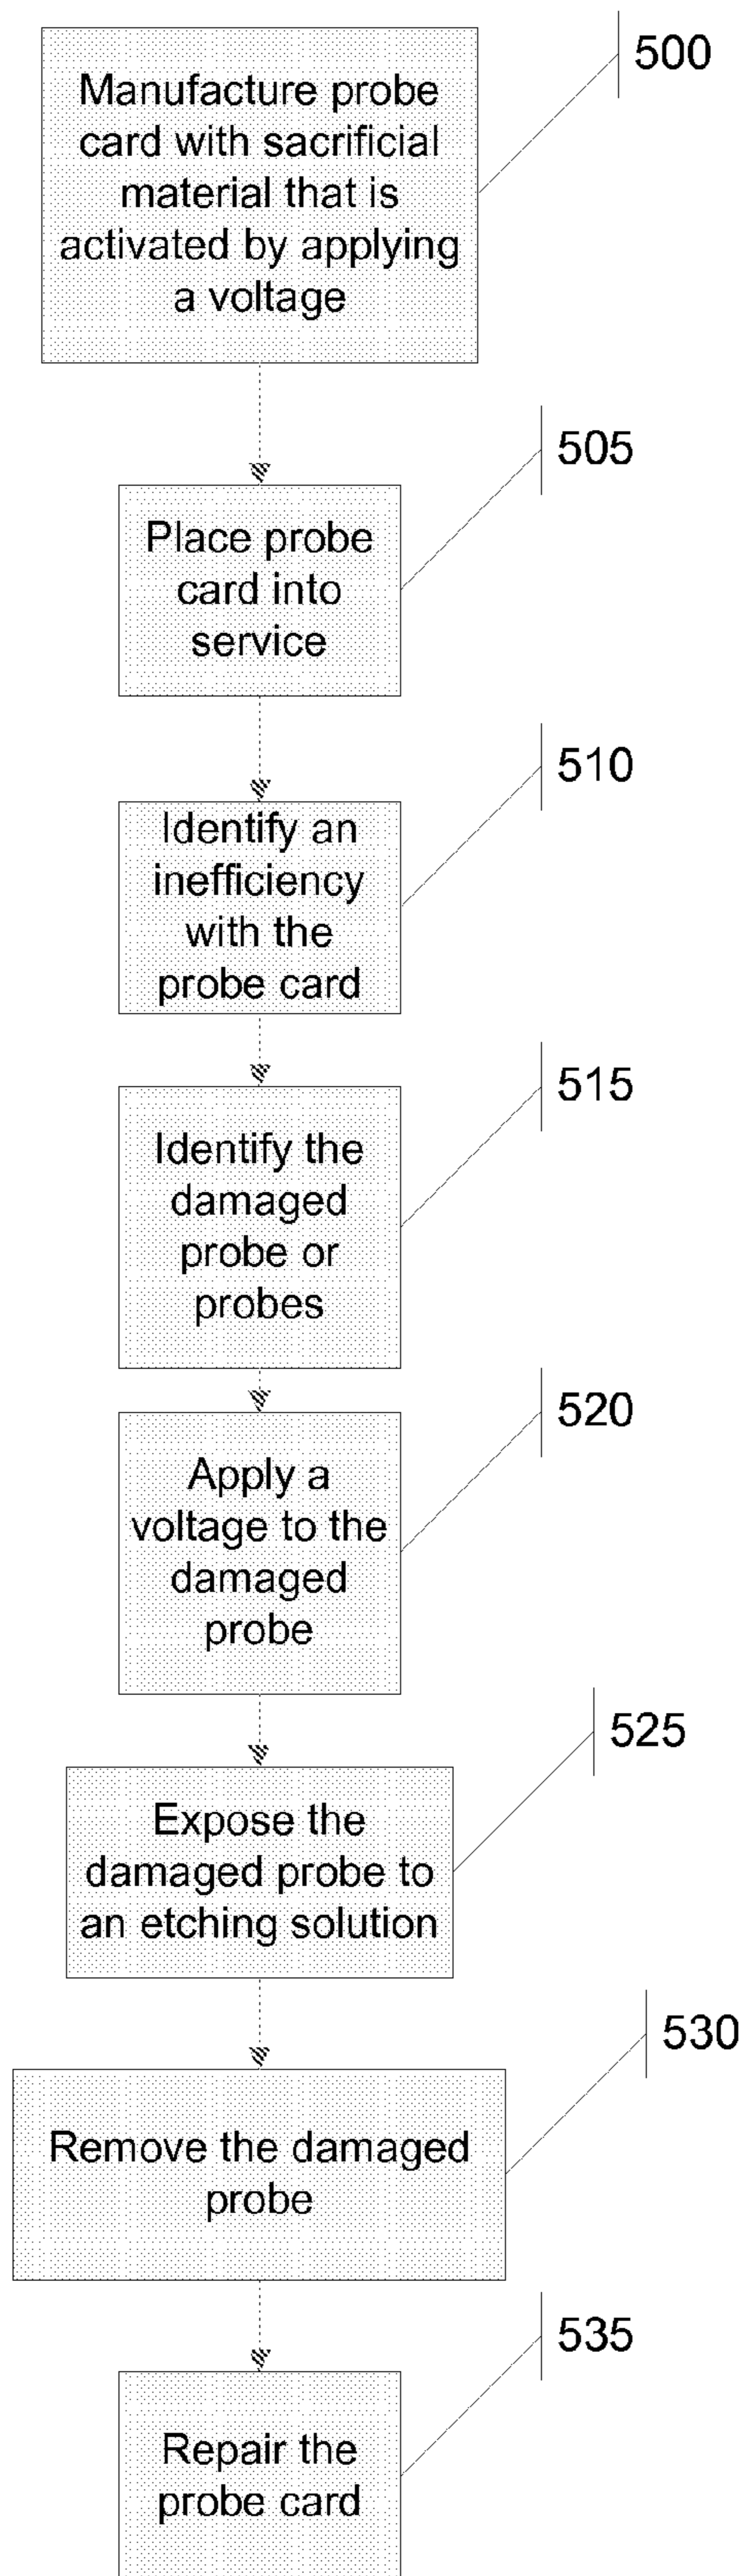 Manufacture probe
card with sacrificial
material that is
activated by applying
a voltage
500
Place probe
card into
service
505
Identify an
inefficiency
with the
probe card
510
Identify the
damaged
probe or
probes
515
Apply a
voltage to the
damaged
probe
520
Expose the
damaged probe to
an etching solution
525
Remove the damaged
probe
530
Repair the
probe card
535